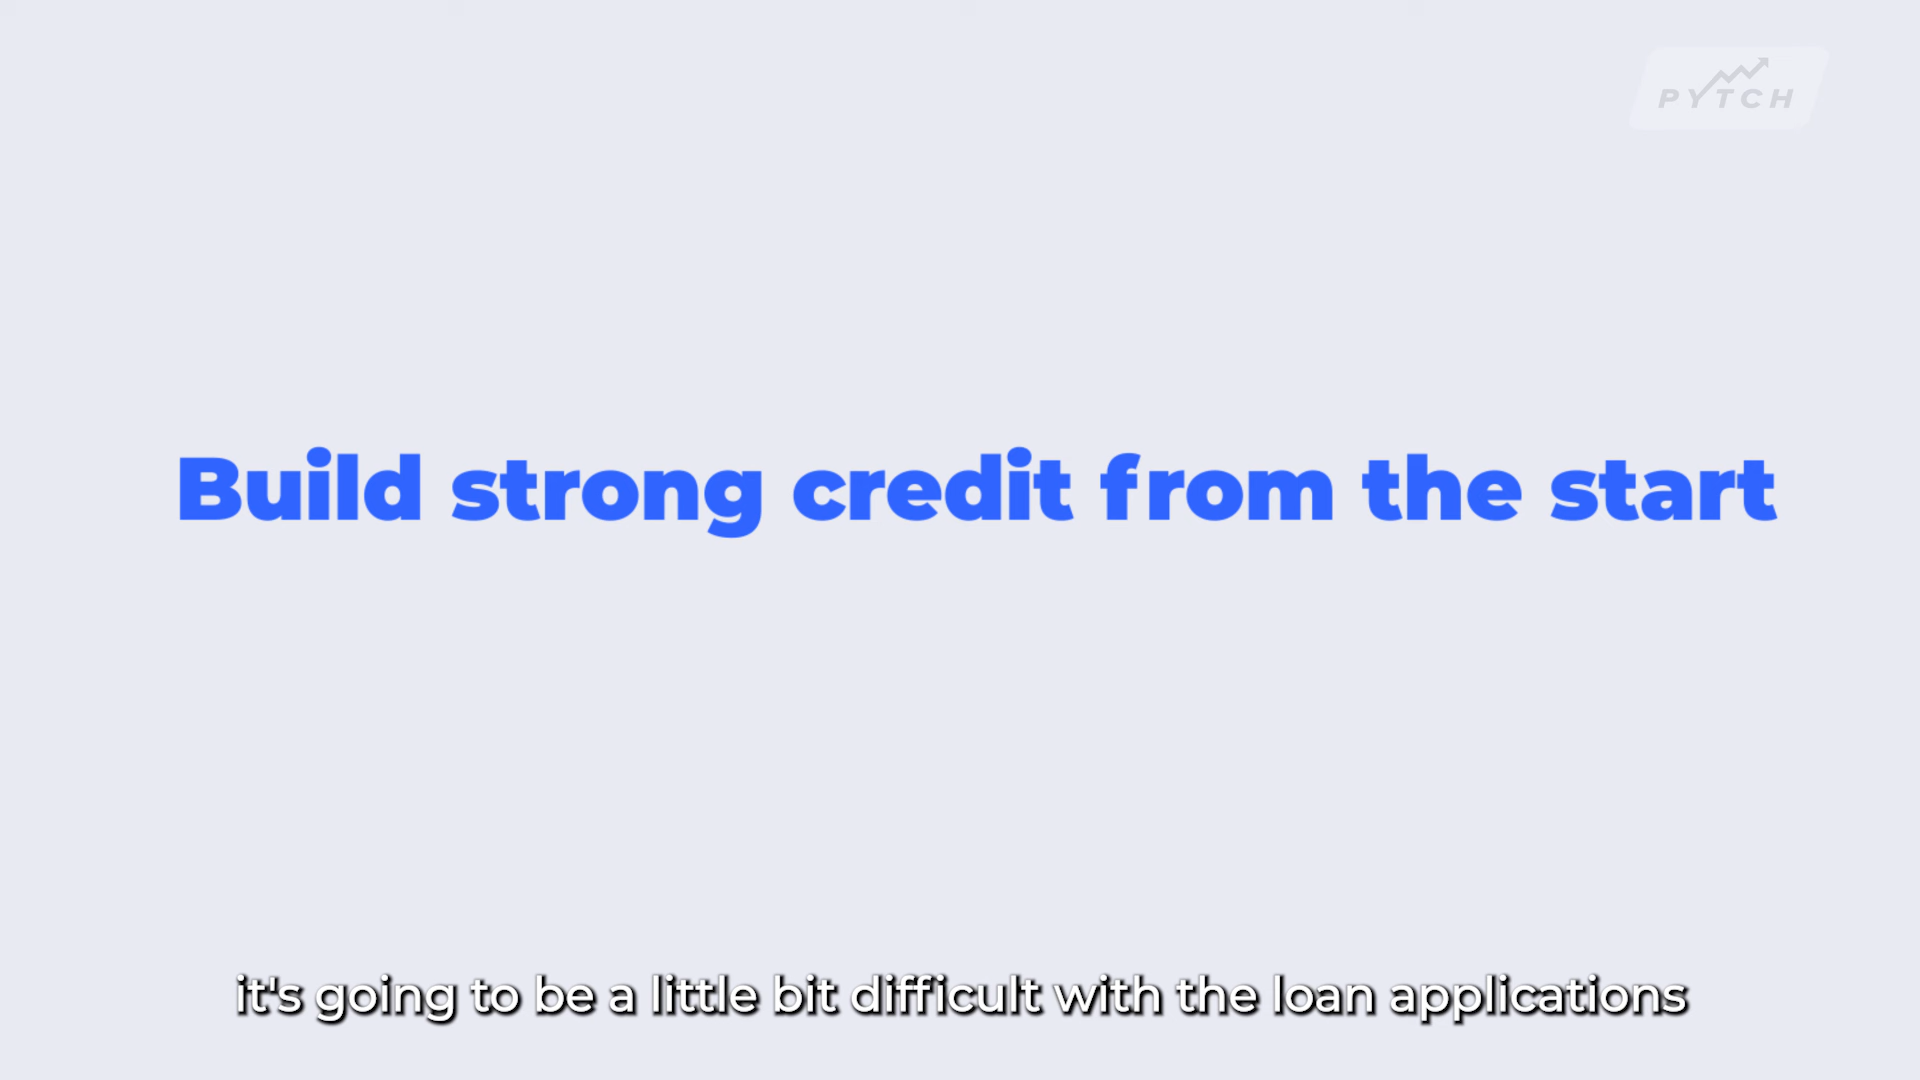 PYTCH
Build strong credit from the start
it's going to be a little bit difficult with the loan applications